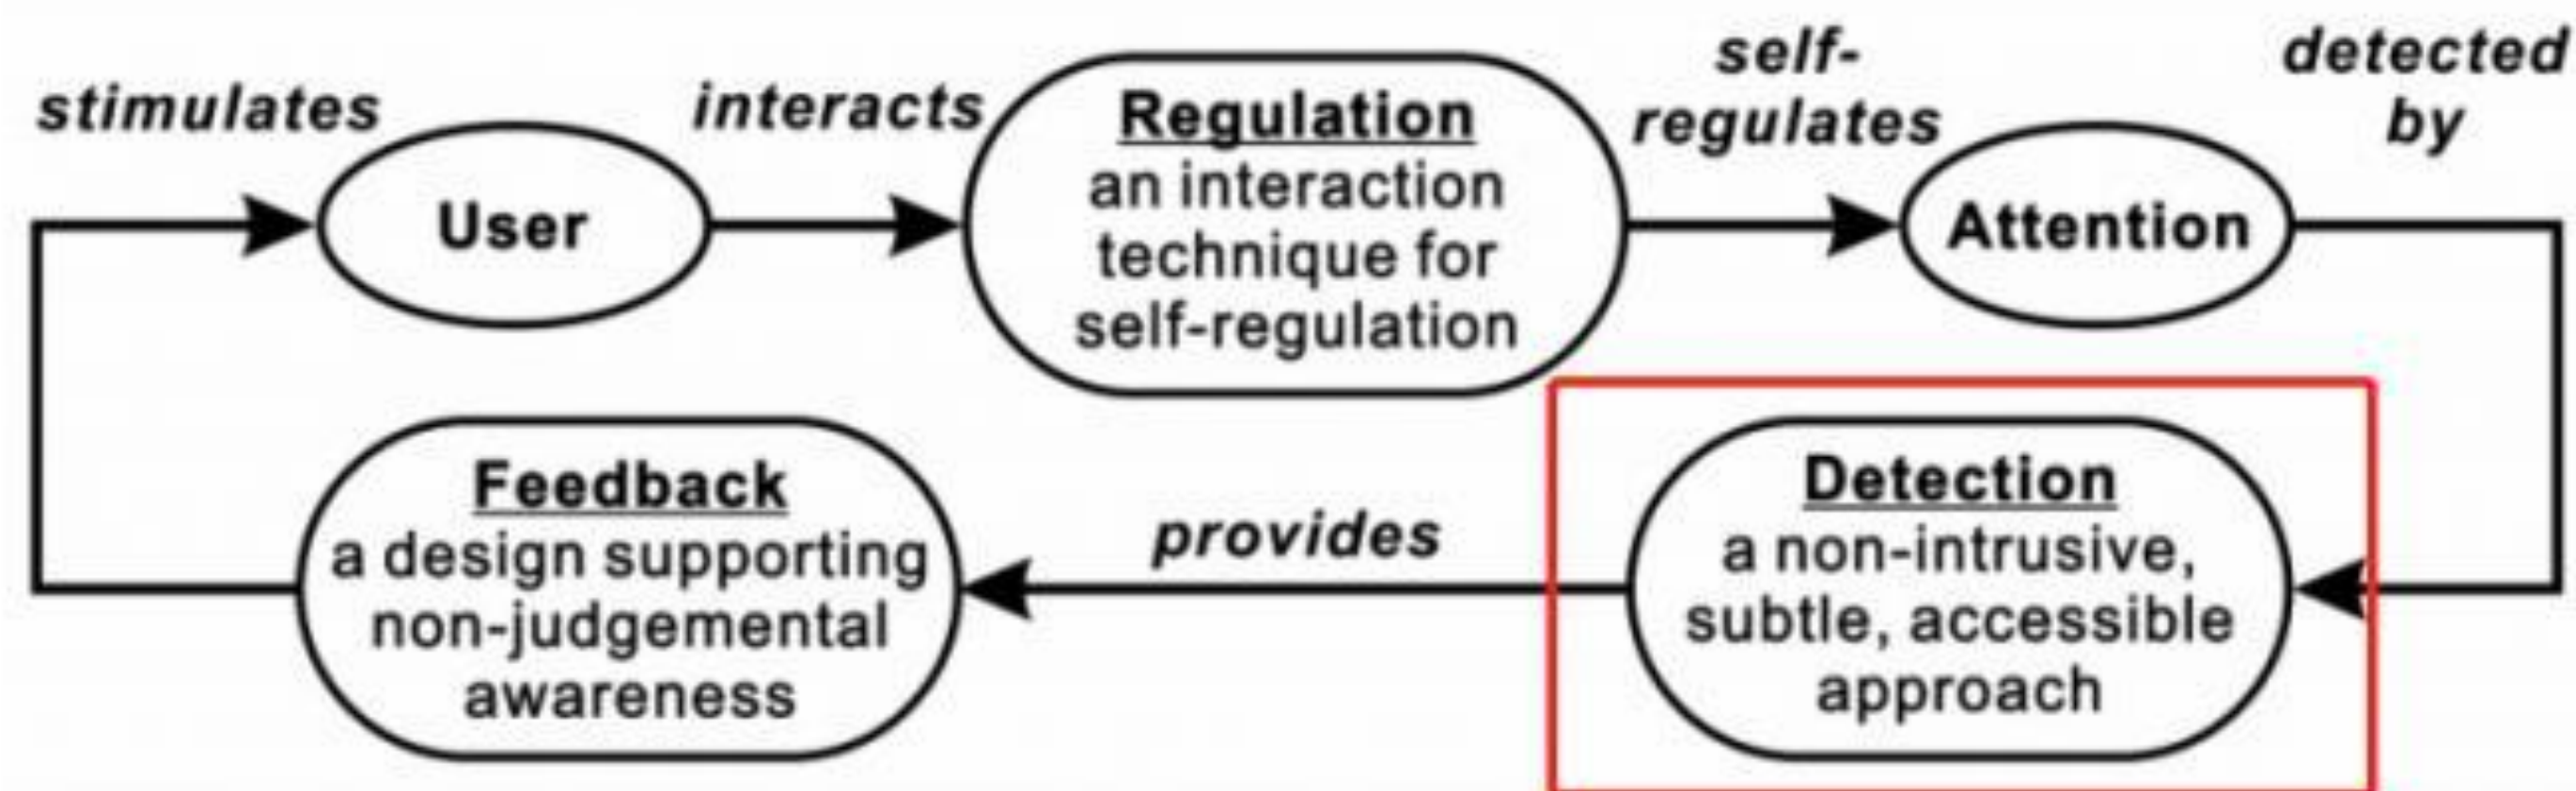 stimulates
User
interacts
Regulation
an interaction
technique for
self-regulation
self-
regulates
Attention
detected
by
Detection
a non-intrusive,
subtle, accessible
approach
provides
Feedback
a design supporting
non-judgemental
awareness